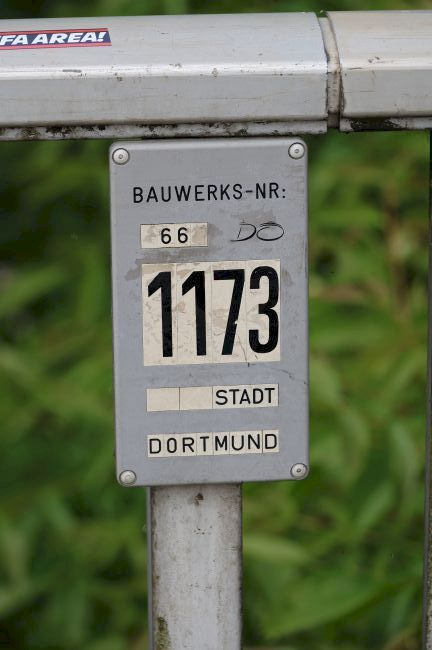 FA AREA!
BAUWERKS-NR:
66 DO
1173
STADT
DORTMUND